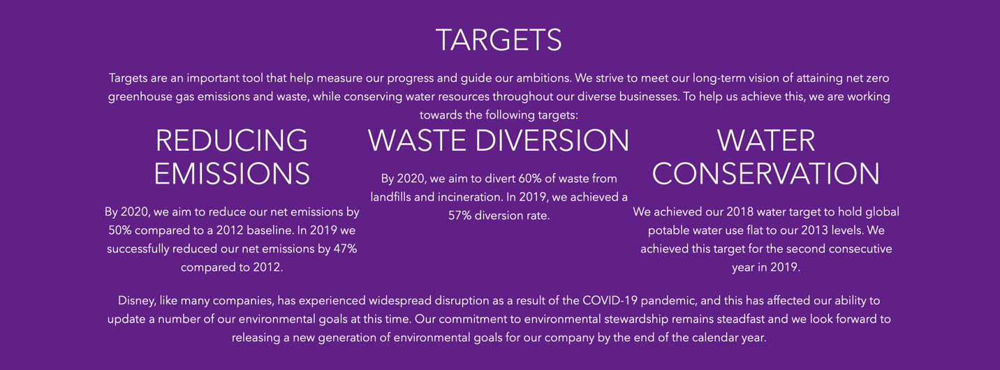 TARGETS
Targets are an important tool that help measure our progress and guide our ambitions. We strive to meet our long-term vision of attaining net zero
greenhouse gas emissions and waste, while conserving water resources throughout our diverse businesses. To help us achieve this, we are working
towards the following targets:
REDUCING
EMISSIONS
By 2020, we aim to reduce our net emissions by
50% compared to a 2012 baseline. In 2019 we
successfully reduced our net emissions by 47%
compared to 2012.
WASTE DIVERSION
By 2020, we aim to divert 60% of waste from
landfills and incineration. In 2019, we achieved a
57% diversion rate.
WATER
CONSERVATION
We achieved our 2018 water target to hold global
potable water use flat to our 2013 levels. We
achieved this target for the second consecutive
year in 2019.
Disney, like many companies, has experienced widespread disruption as a result of the COVID-19 pandemic, and this has affected our ability to
update a number of our environmental goals at this time. Our commitment to environmental stewardship remains steadfast and we look forward to
releasing a new generation of environmental goals for our company by the end of the calendar year.